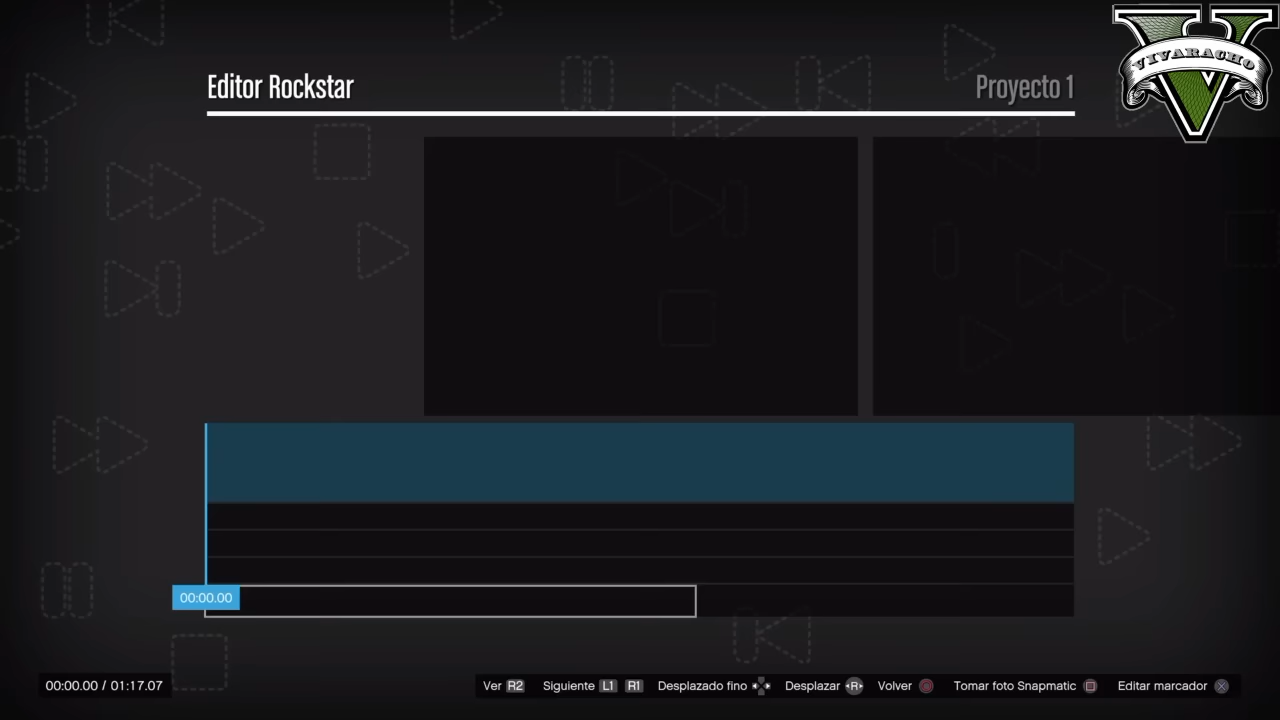 Editor Rockstar
Proyecto 1
VIVARACHO
00:00.00
00:00.00 / 01:17.07
Ver R2 Siguiente L1 R1 Desplazado fino Desplazar R Volver Tomar foto Snapmatic Editar marcador